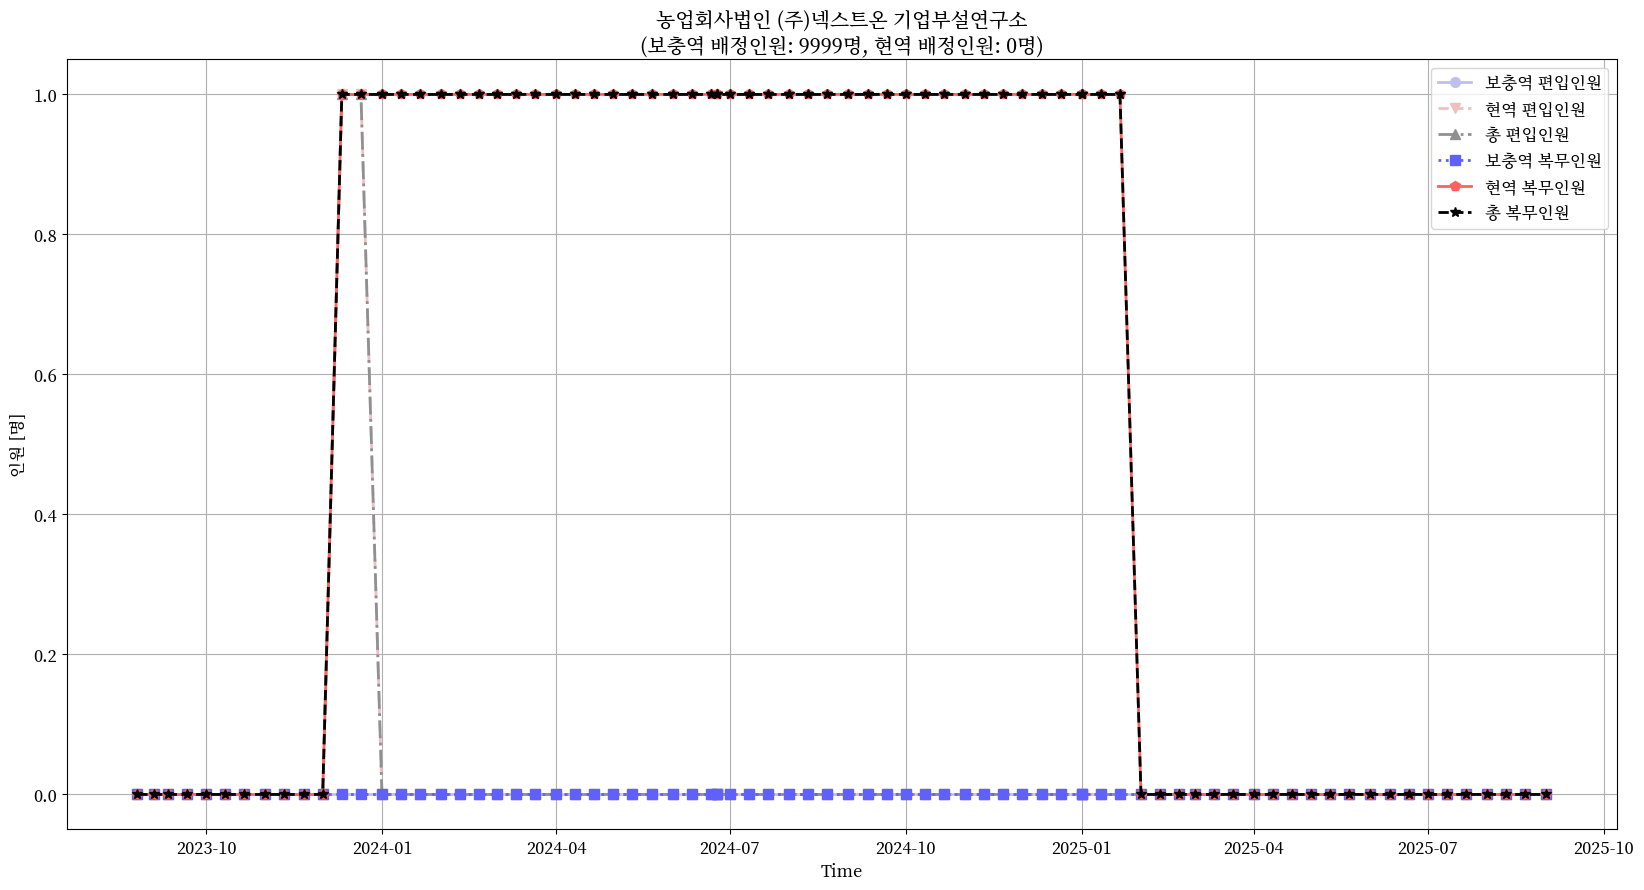 농업회사법인 (주)넥스트온 기업부설연구소
(보충역 배정인원: 9999명, 현역 배정인원: 0명)
보충역 편입인원
현역 편입인원
총 편입인원
보충역 복무인원
현역 복무인원
총 복무인원
인원 [명]
1.0
0.8
0.6
0.4
0.2
0.0
2023-10 2024-01 2024-04 2024-07 2024-10 2025-01 2025-04 2025-07 2025-10
Time